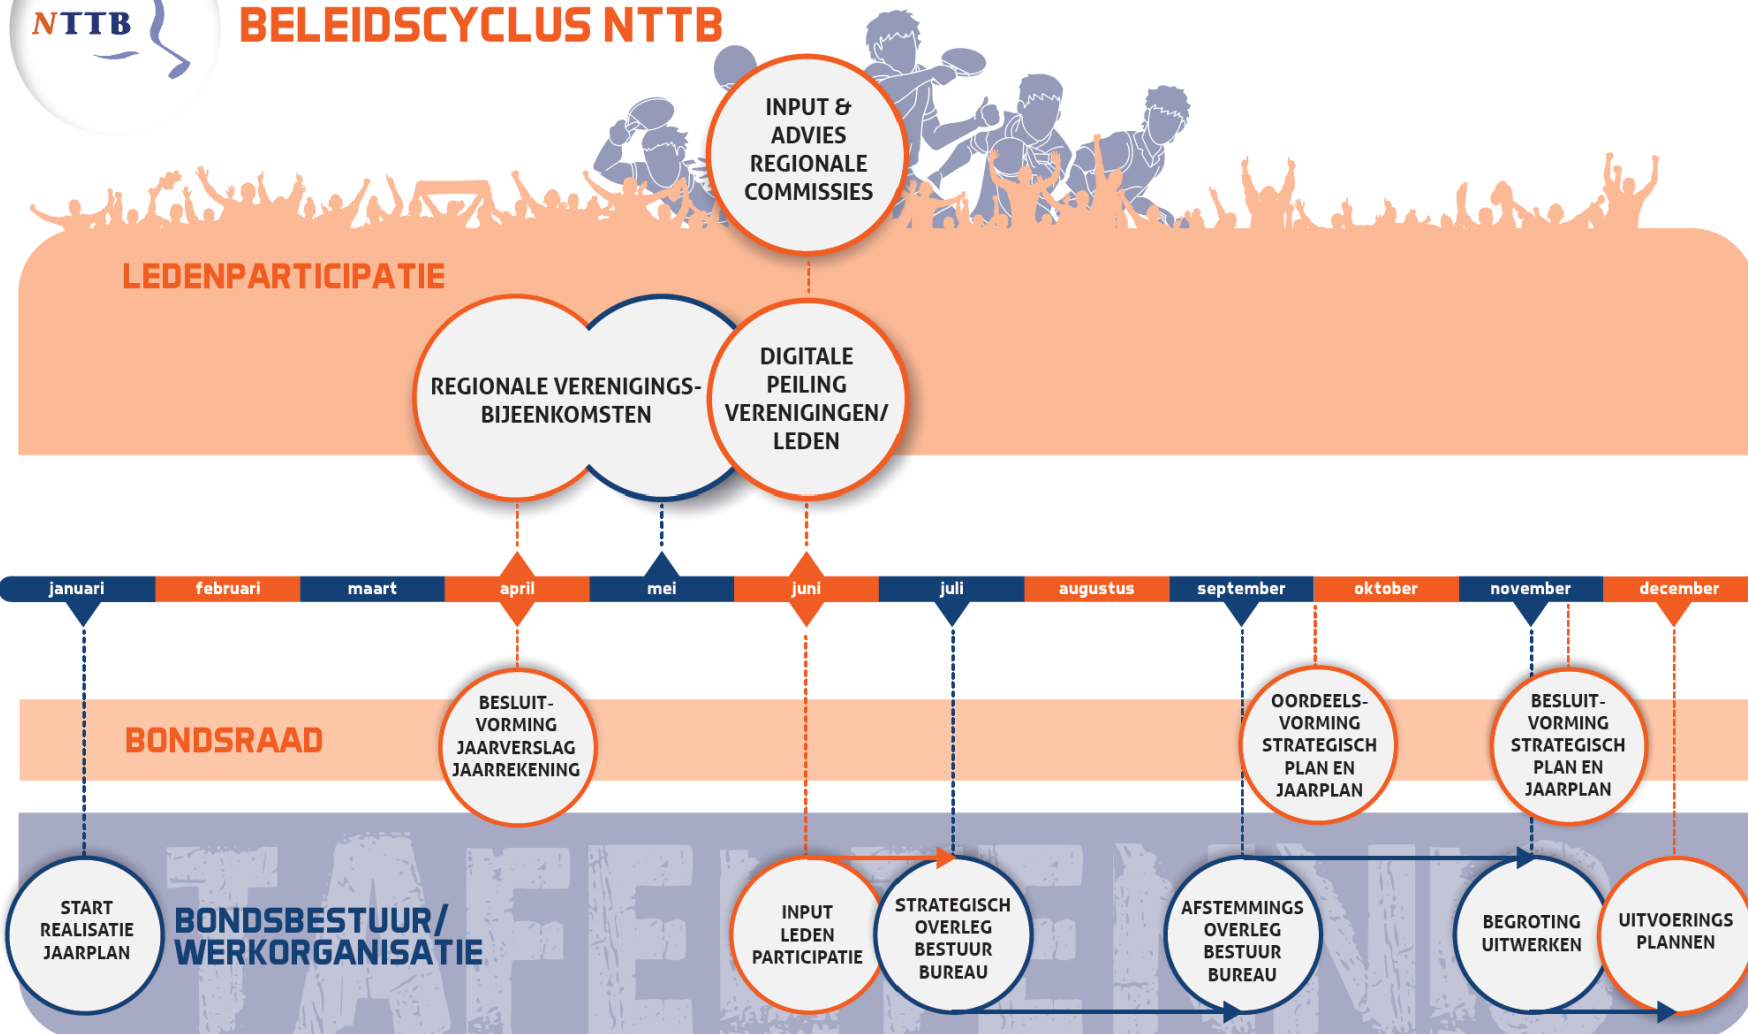 NTTB
BELEIDSCYCLUS NTTB
INPUT &
ADVIES
REGIONALE
COMMISSIES
LEDENPARTICIPATIE
REGIONALE VERENIGINGS-
BIJEENKOMSTEN
DIGITALE
PEILING
VERENIGINGEN/
LEDEN
januari
februari
maart
april
mei
juni
juli
augustus
september
oktober
november
december
BONDSRAAD
BESLUIT-
VORMING
JAARVERSLAG
JAARREKENING
OORDEELS-
VORMING
STRATEGISCH
PLAN EN
JAARPLAN
BESLUIT-
VORMING
STRATEGISCH
PLAN EN
JAARPLAN
TAFELTENNIS
START
REALISATIE
JAARPLAN
BONDSBESTUUR/
WERKORGANISATIE
INPUT
LEDEN
PARTICIPATIE
STRATEGISCH
OVERLEG
BESTUUR
BUREAU
AFSTEMMINGS
OVERLEG
BESTUUR
BUREAU
BEGROTING
UITWERKEN
UITVOERINGS
PLANNEN